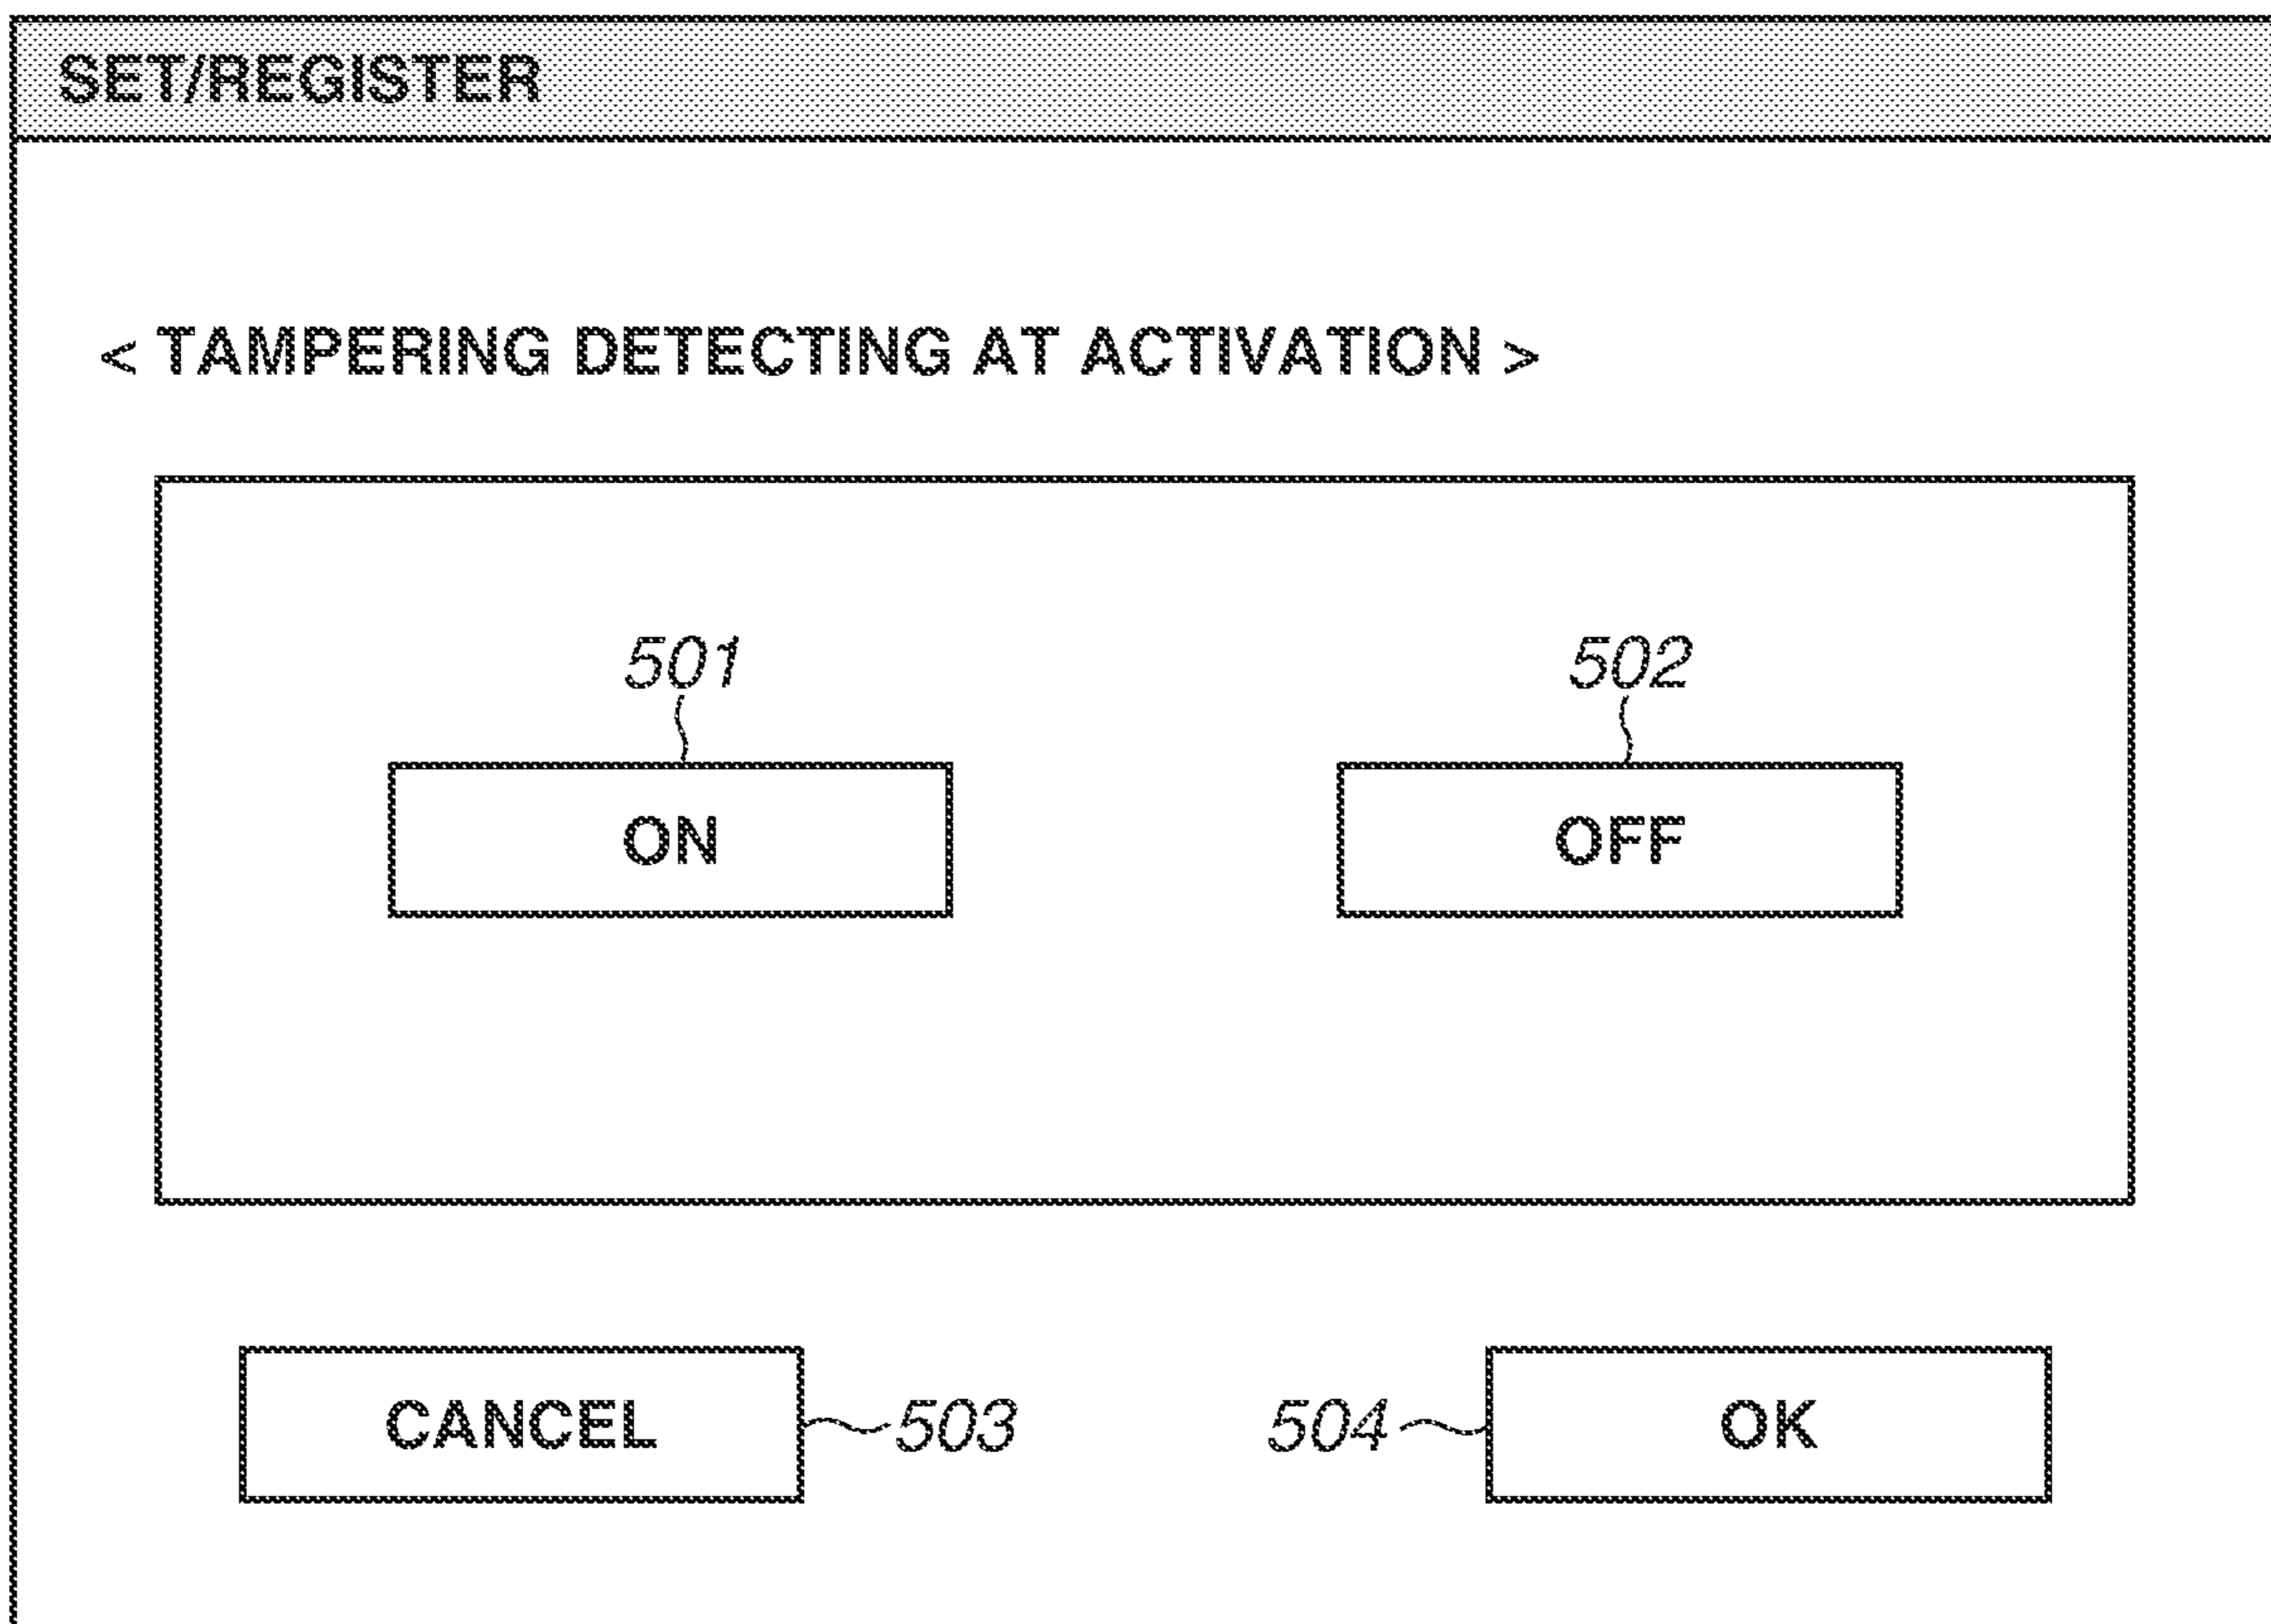 SET/REGISTER
< TAMPERING DETECTING AT ACTIVATION >
501 502
ON OFF
CANCEL 503 504 OK